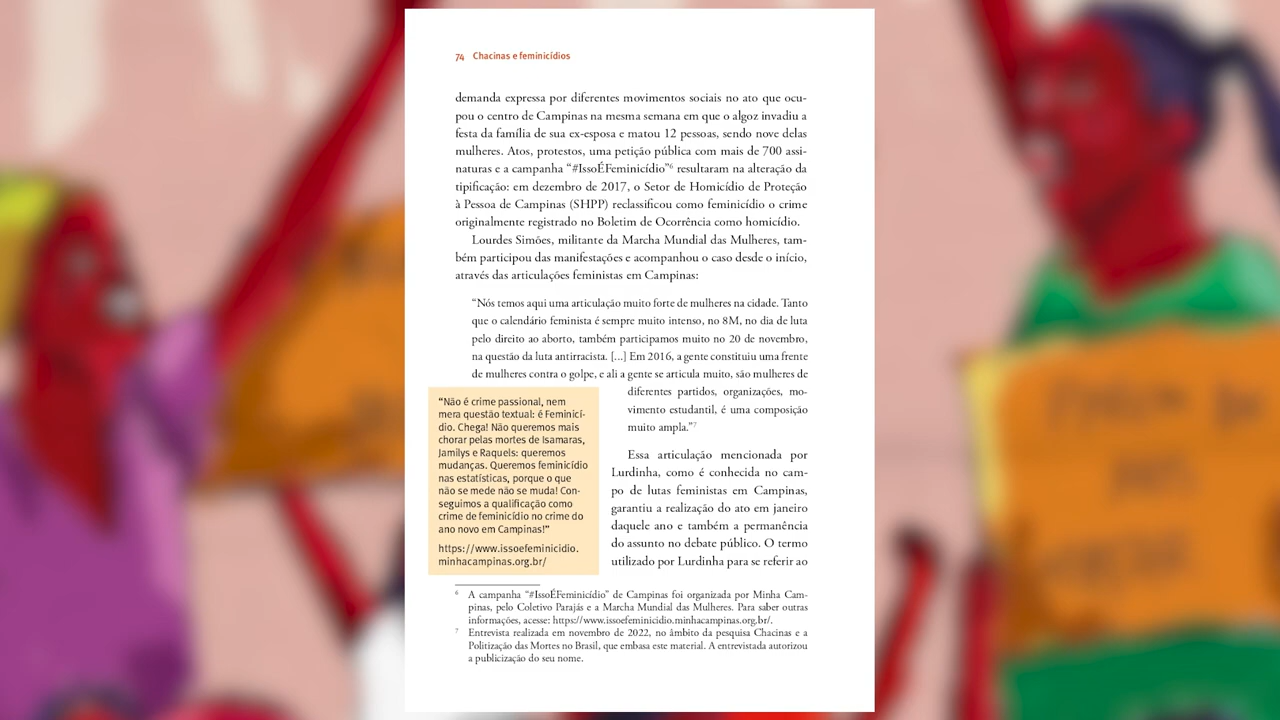 74 Chacinas e feminicídios
demanda expressa por diferentes movimentos sociais no ato que ocu-
pou o centro de Campinas na mesma semana em que o algoz invadiu a
festa da família de sua ex-esposa e matou 12 pessoas, sendo nove delas
mulheres. Atos, protestos, uma petição pública com mais de 700 assi-
naturas e a campanha “#IssoÉFeminicídio”⁶ resultaram na alteração da
tipificação: em dezembro de 2017, o Setor de Homicídio de Proteção
à Pessoa de Campinas (SHPP) reclassificou como feminicídio o crime
originalmente registrado no Boletim de Ocorrência como homicídio.
Lourdes Simões, militante da Marcha Mundial das Mulheres, tam-
bém participou das manifestações e acompanhou o caso desde o início,
através das articulações feministas em Campinas:
“Nós temos aqui uma articulação muito forte de mulheres na cidade. Tanto
que o calendário feminista é sempre muito intenso, no 8M, no dia de luta
pelo direito ao aborto, também participamos muito no 20 de novembro,
na questão da luta antirracista. [...] Em 2016, a gente constituiu uma frente
de mulheres contra o golpe, e ali a gente se articula muito, são mulheres de
diferentes partidos, organizações, mo-
vimento estudantil, é uma composição
muito ampla.”⁷
“Não é crime passional, nem
mera questão textual: é Feminicí-
dio. Chega! Não queremos mais
chorar pelas mortes de Isamaras,
Jamilys e Raquels: queremos
mudanças. Queremos feminicídio
nas estatísticas, porque o que
não se mede não se muda! Con-
seguimos a qualificação como
crime de feminicídio no crime do
ano novo em Campinas!”
https://www.issoefeminicidio.
minhacampinas.org.br/
Essa articulação mencionada por
Lurdinha, como é conhecida no cam-
po de lutas feministas em Campinas,
garantiu a realização do ato em janeiro
daquele ano e também a permanência
do assunto no debate público. O termo
utilizado por Lurdinha para se referir ao
⁶ A campanha “#IssoÉFeminicídio” de Campinas foi organizada por Minha Cam-
pinas, pelo Coletivo Parajás e a Marcha Mundial das Mulheres. Para saber outras
informações, acesse: https://www.issoefeminicidio.minhacampinas.org.br/.
⁷ Entrevista realizada em novembro de 2022, no âmbito da pesquisa Chacinas e a
Politização das Mortes no Brasil, que embasa este material. A entrevistada autorizou
a publicização do seu nome.